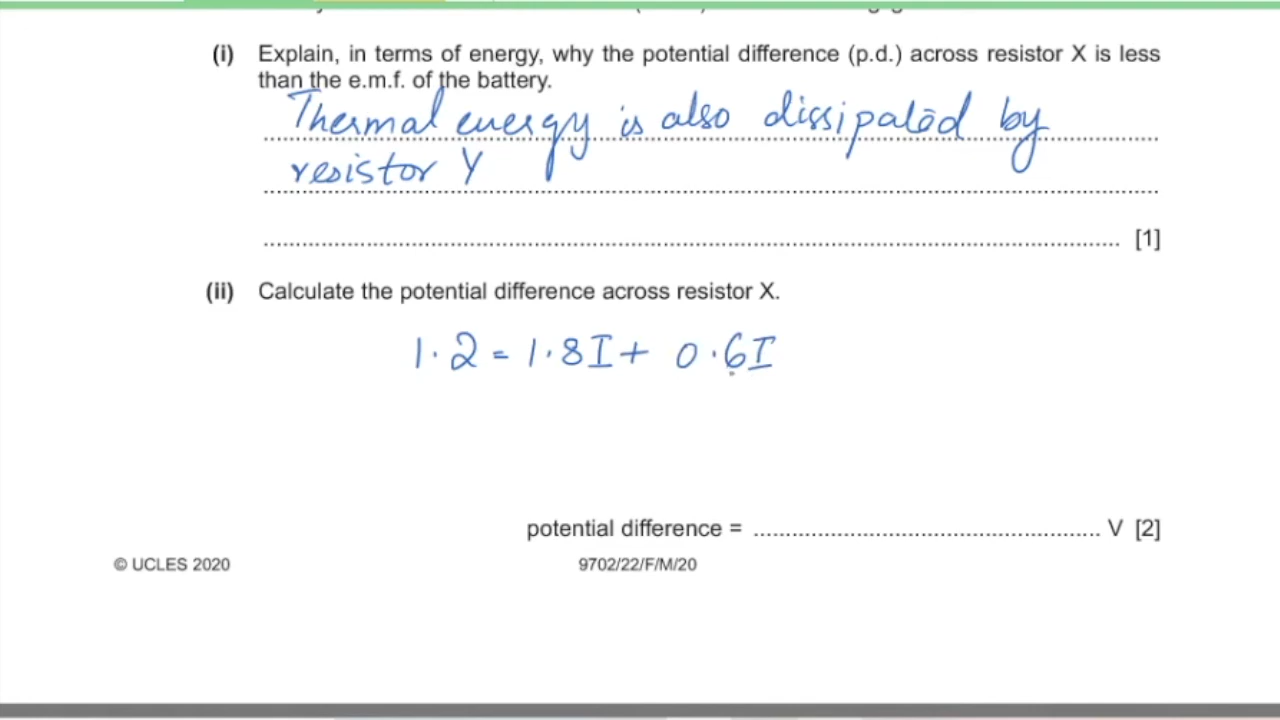 (i) Explain, in terms of energy, why the potential difference (p.d.) across resistor X is less
than the e.m.f. of the battery.
Thermal energy is also dissipated by
resistor Y
[1]
(ii) Calculate the potential difference across resistor X.
1.2 = 1.8I + 0.6I
potential difference = .................................................... V [2]
© UCLES 2020
9702/22/F/M/20